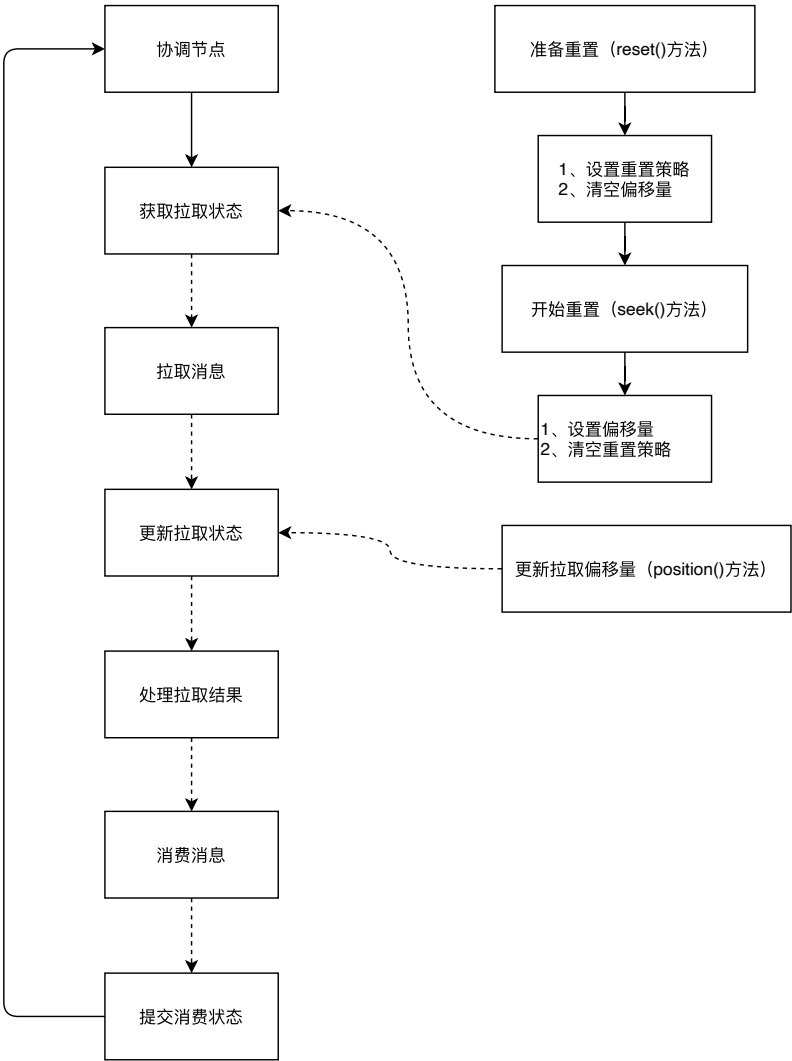 协调节点
获取拉取状态
拉取消息
更新拉取状态
处理拉取结果
消费消息
提交消费状态
准备重置（reset()方法）
1、设置重置策略
2、清空偏移量
开始重置（seek()方法）
1、设置偏移量
2、清空重置策略
更新拉取偏移量（position()方法）